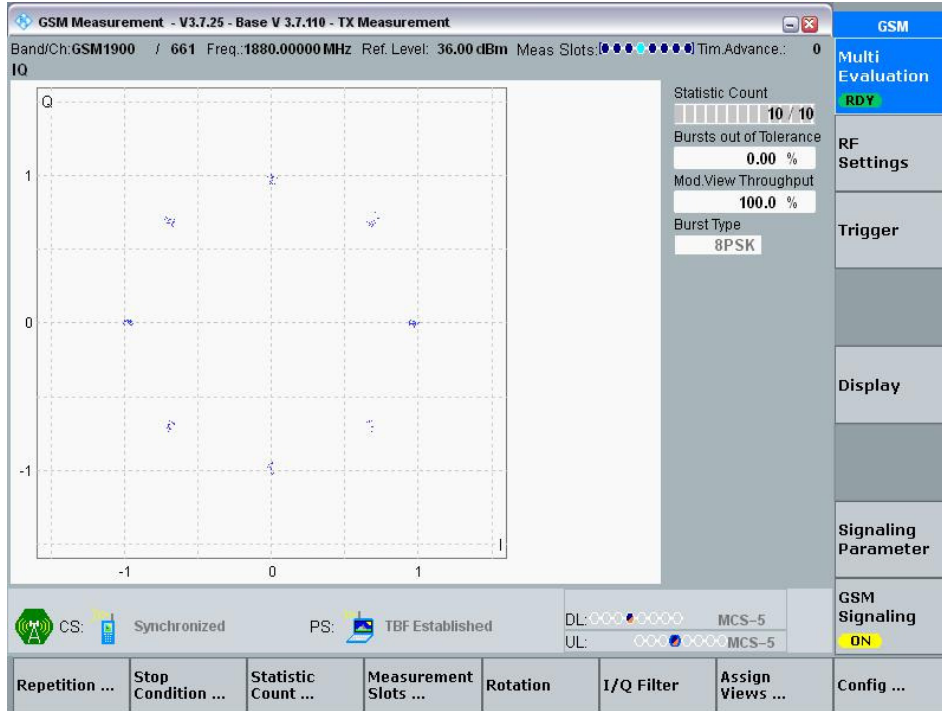 GSM Measurement - V3.7.25 - Base V 3.7.110 - TX Measurement
Band/Ch:GSM1900 / 661 Freq.:1880.00000 MHz Ref. Level: 36.00 dBm Meas Slots: Tim.Advance.: 0
IQ
Q
1
0
-1
I
-1 0 1
Statistic Count
10 / 10
Bursts out of Tolerance
0.00 %
Mod.View Throughput
100.0 %
Burst Type
8PSK
GSM
Multi
Evaluation
RDY
RF
Settings
Trigger
Display
Signaling
Parameter
GSM
Signaling
ON
CS: Synchronized PS: TBF Established
DL: MCS-5
UL: MCS-5
Repetition ...
Stop
Condition ...
Statistic
Count ...
Measurement
Slots ...
Rotation
I/Q Filter
Assign
Views ...
Config ...